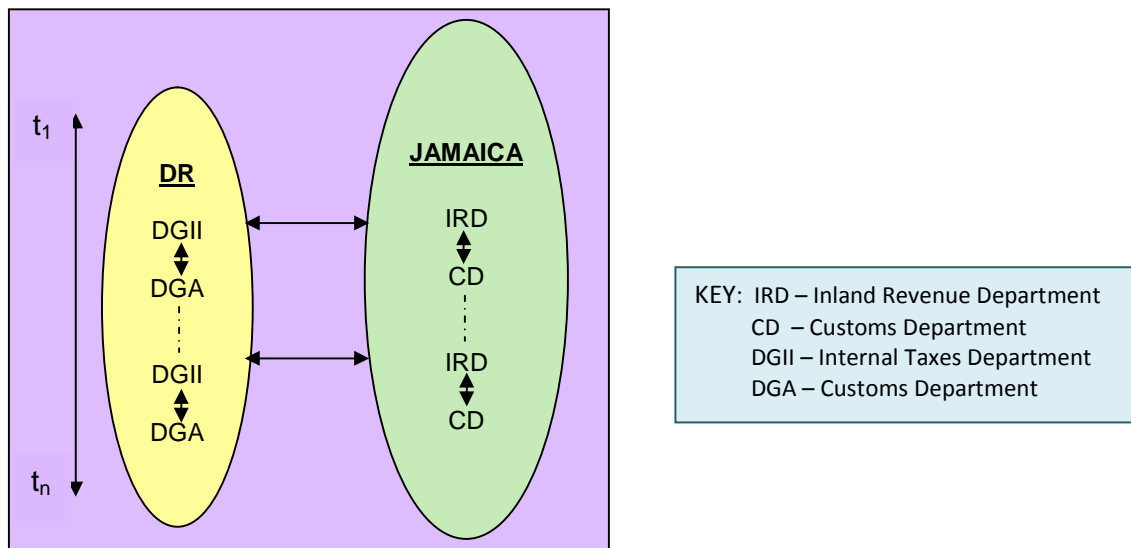 t1
tn
DR
DGII
DGA
DGII
DGA
JAMAICA
IRD
CD
IRD
CD
KEY: IRD – Inland Revenue Department
CD – Customs Department
DGII – Internal Taxes Department
DGA – Customs Department